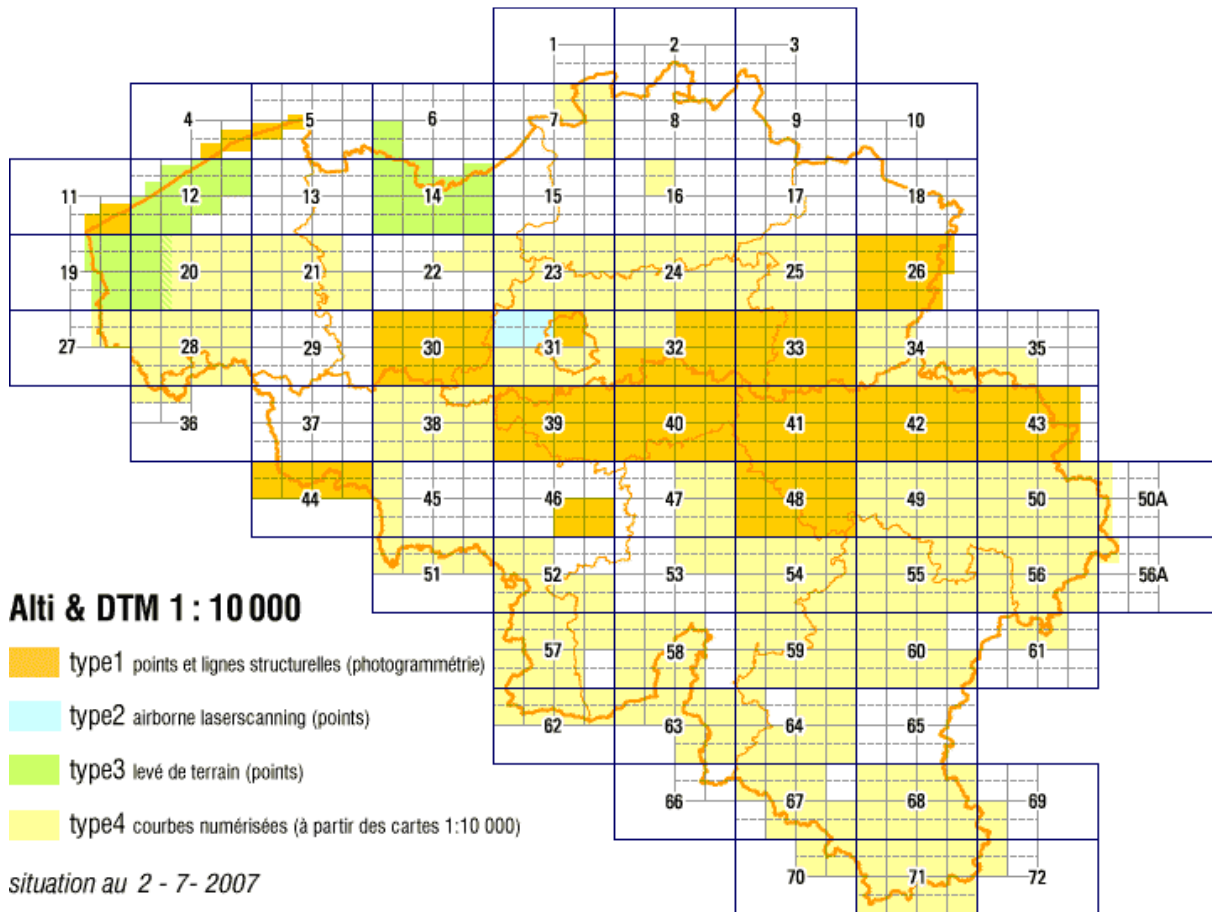 1 2 3
4 5 6 7 8 9 10
11 12 13 14 15 16 17 18
19 20 21 22 23 24 25 26
27 28 29 30 31 32 33 34 35
36 37 38 39 40 41 42 43
44 45 46 47 48 49 50 50A
51 52 53 54 55 56 56A
57 58 59 60 61
62 63 64 65
66 67 68 69
70 71 72
Alti & DTM 1 : 10 000
type1 points et lignes structurelles (photogrammétrie)
type2 airborne laserscanning (points)
type3 levé de terrain (points)
type4 courbes numérisées (à partir des cartes 1:10 000)
situation au 2 - 7- 2007